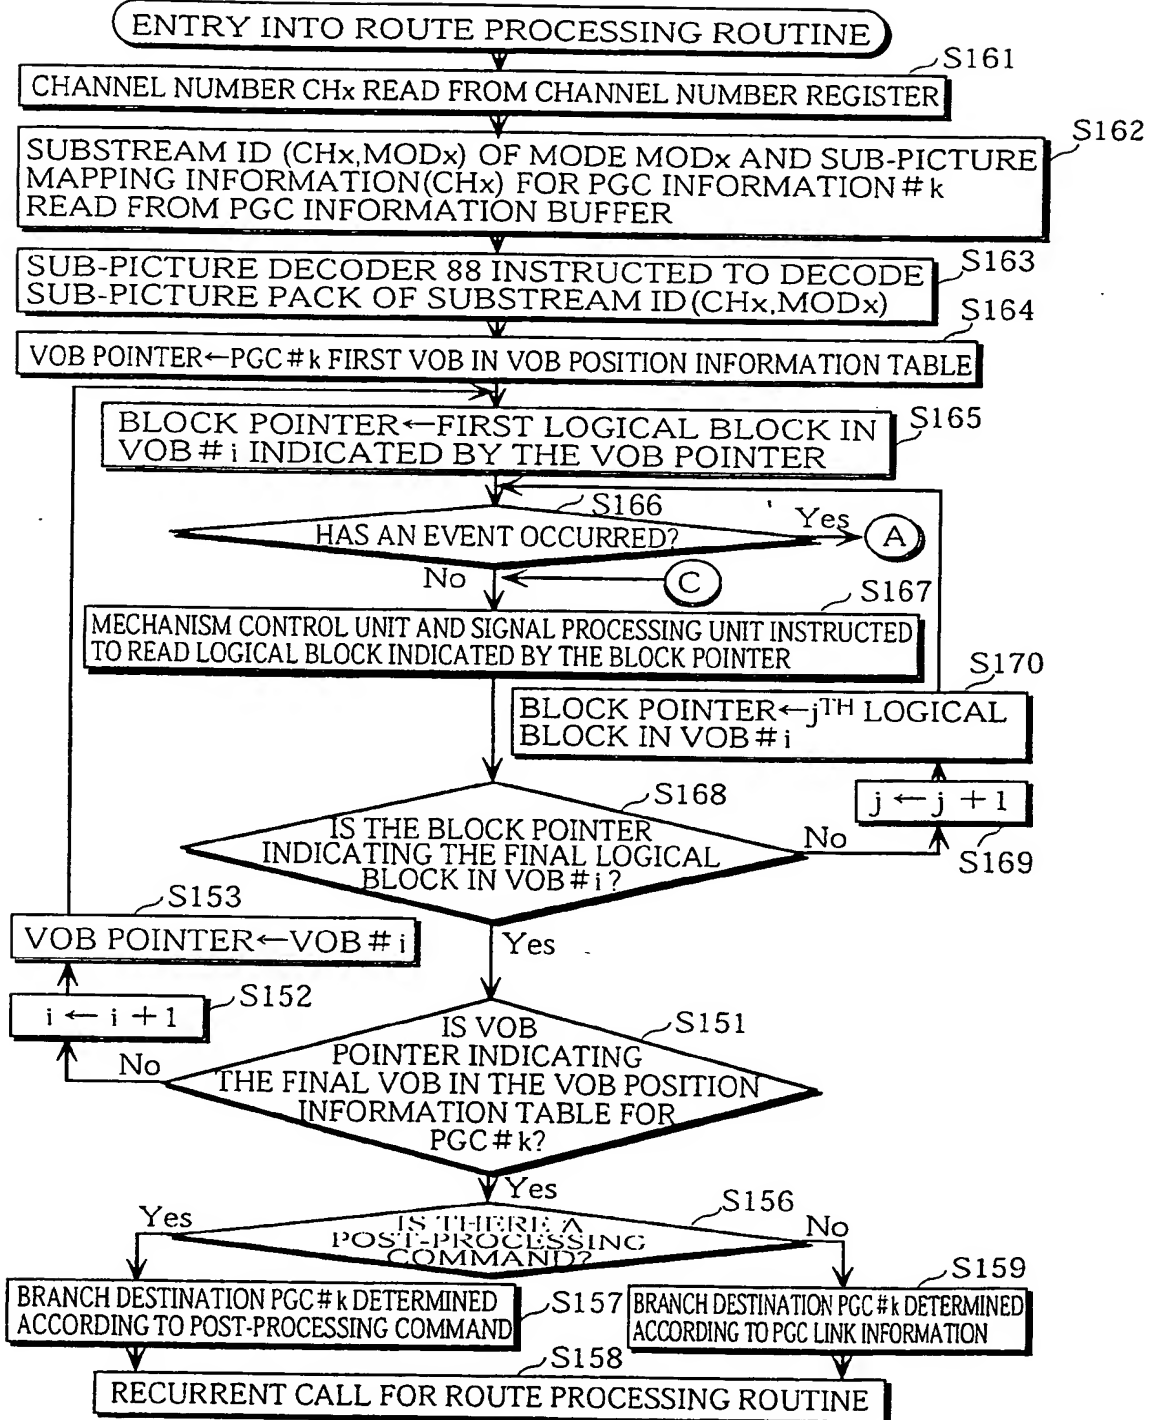 ENTRY INTO ROUTE PROCESSING ROUTINE
S161
CHANNEL NUMBER CHx READ FROM CHANNEL NUMBER REGISTER
S162
SUBSTREAM ID (CHx,MODx) OF MODE MODx AND SUB-PICTURE
MAPPING INFORMATION(CHx) FOR PGC INFORMATION #k
READ FROM PGC INFORMATION BUFFER
S163
SUB-PICTURE DECODER 88 INSTRUCTED TO DECODE
SUB-PICTURE PACK OF SUBSTREAM ID(CHx,MODx)
S164
VOB POINTER←PGC#k FIRST VOB IN VOB POSITION INFORMATION TABLE
S165
BLOCK POINTER←FIRST LOGICAL BLOCK IN
VOB#i INDICATED BY THE VOB POINTER
S166
HAS AN EVENT OCCURRED?
Yes
A
No
C
S167
MECHANISM CONTROL UNIT AND SIGNAL PROCESSING UNIT INSTRUCTED
TO READ LOGICAL BLOCK INDICATED BY THE BLOCK POINTER
S170
BLOCK POINTER←jTH LOGICAL
BLOCK IN VOB#i
S168
j←j+1
S169
IS THE BLOCK POINTER
INDICATING THE FINAL LOGICAL
BLOCK IN VOB#i?
No
Yes
S153
VOB POINTER←VOB#i
S152
i←i+1
No
S151
IS VOB
POINTER INDICATING
THE FINAL VOB IN THE VOB POSITION
INFORMATION TABLE FOR
PGC#k?
Yes
S156
IS THERE A
POST-PROCESSING
COMMAND?
Yes
No
S157
BRANCH DESTINATION PGC#k DETERMINED
ACCORDING TO POST-PROCESSING COMMAND
S159
BRANCH DESTINATION PGC#k DETERMINED
ACCORDING TO PGC LINK INFORMATION
S158
RECURRENT CALL FOR ROUTE PROCESSING ROUTINE